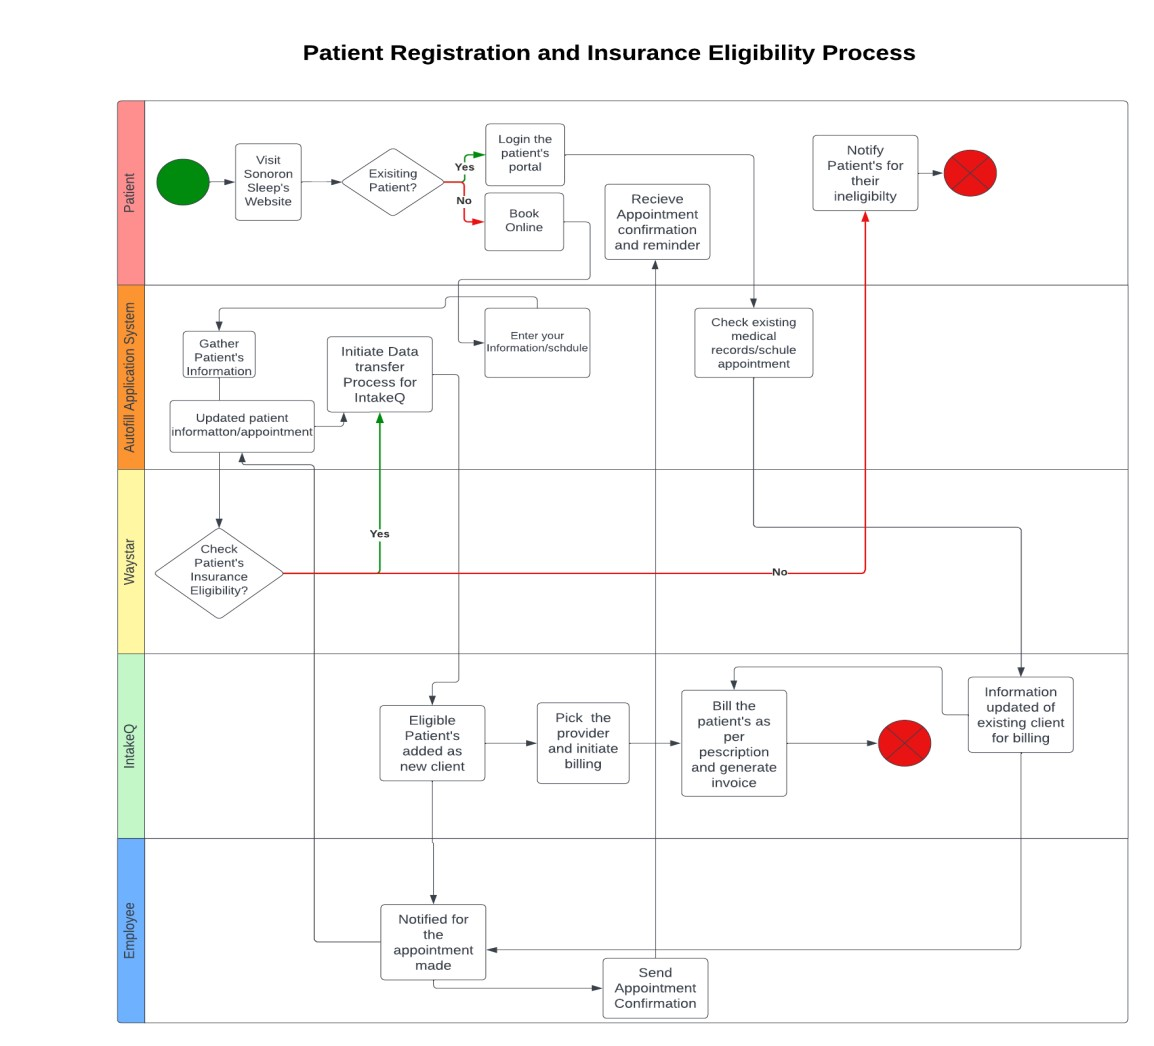 Patient Registration and Insurance Eligibility Process
Patient
Visit
Sonoron
Sleep's
Website
Exisiting
Patient?
Yes
No
Login the
patient's
portal
Book
Online
Recieve
Appointment
confirmation
and reminder
Notify
Patient's for
their
ineligibilty
Autofill Application System
Gather
Patient's
Information
Updated patient
informatton/appointment
Initiate Data
transfer
Process for
IntakeQ
Enter your
Information/schdule
Check existing
medical
records/schule
appointment
Waystar
Check
Patient's
Insurance
Eligibility?
Yes
No
IntakeQ
Eligible
Patient's
added as
new client
Pick the
provider
and initiate
billing
Bill the
patient's as
per
pescription
and generate
invoice
Information
updated of
existing client
for billing
Employee
Notified for
the
appointment
made
Send
Appointment
Confirmation